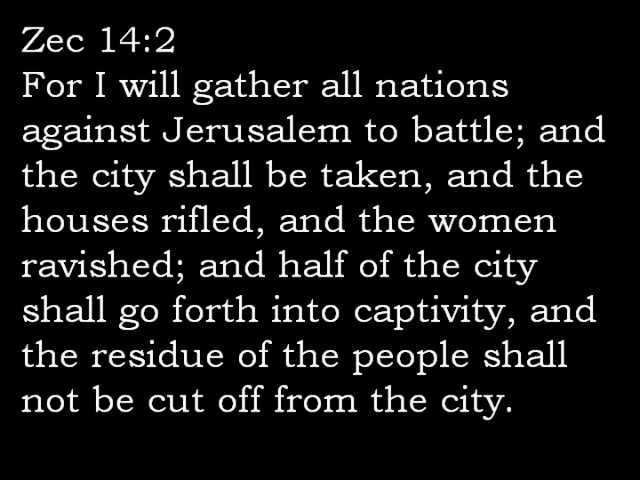 Zec 14:2
For I will gather all nations
against Jerusalem to battle; and
the city shall be taken, and the
houses rifled, and the women
ravished; and half of the city
shall go forth into captivity, and
the residue of the people shall
not be cut off from the city.